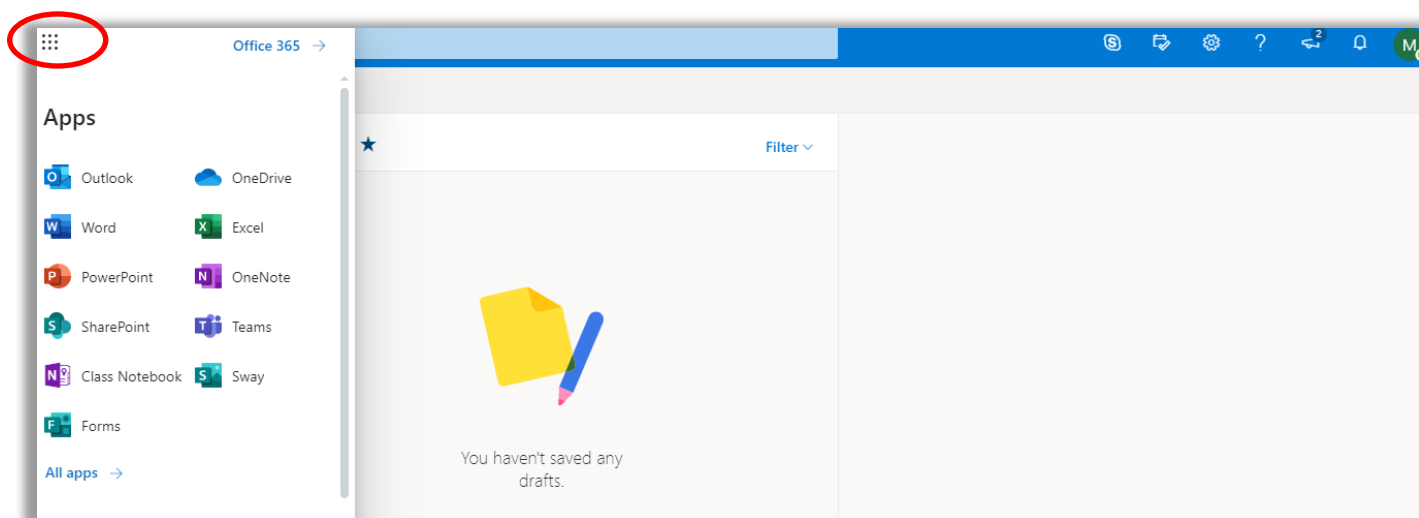 Office 365
2
M
Apps
Filter
Outlook
OneDrive
Word
Excel
PowerPoint
OneNote
SharePoint
Teams
Class Notebook
Sway
Forms
All apps
You haven't saved any
drafts.